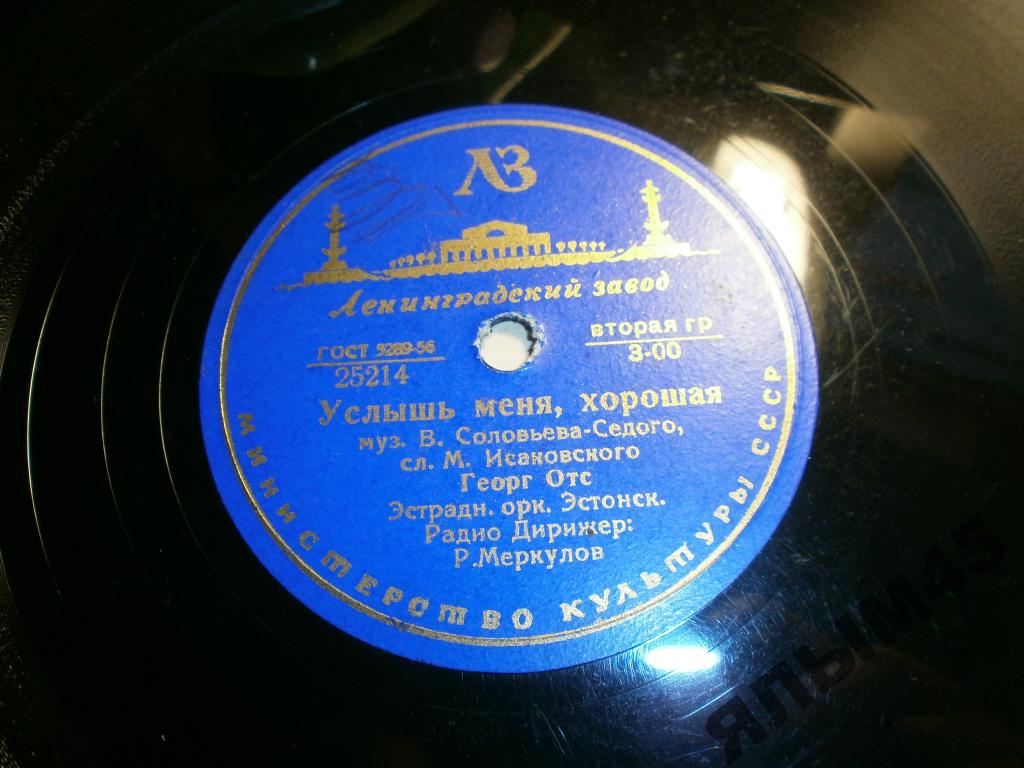 ЛЗ
Ленинградский завод
ГОСТ 5289-56
25214
вторая гр
3-00
Услышь меня, хорошая
муз. В. Соловьева-Седого,
сл. М. Исаковского
Георг Отс
Эстрадн. орк. Эстонск.
Радио Дирижер:
Р.Меркулов
МИНИСТЕРСТВО КУЛЬТУРЫ СССР
ЯЛЫМ45